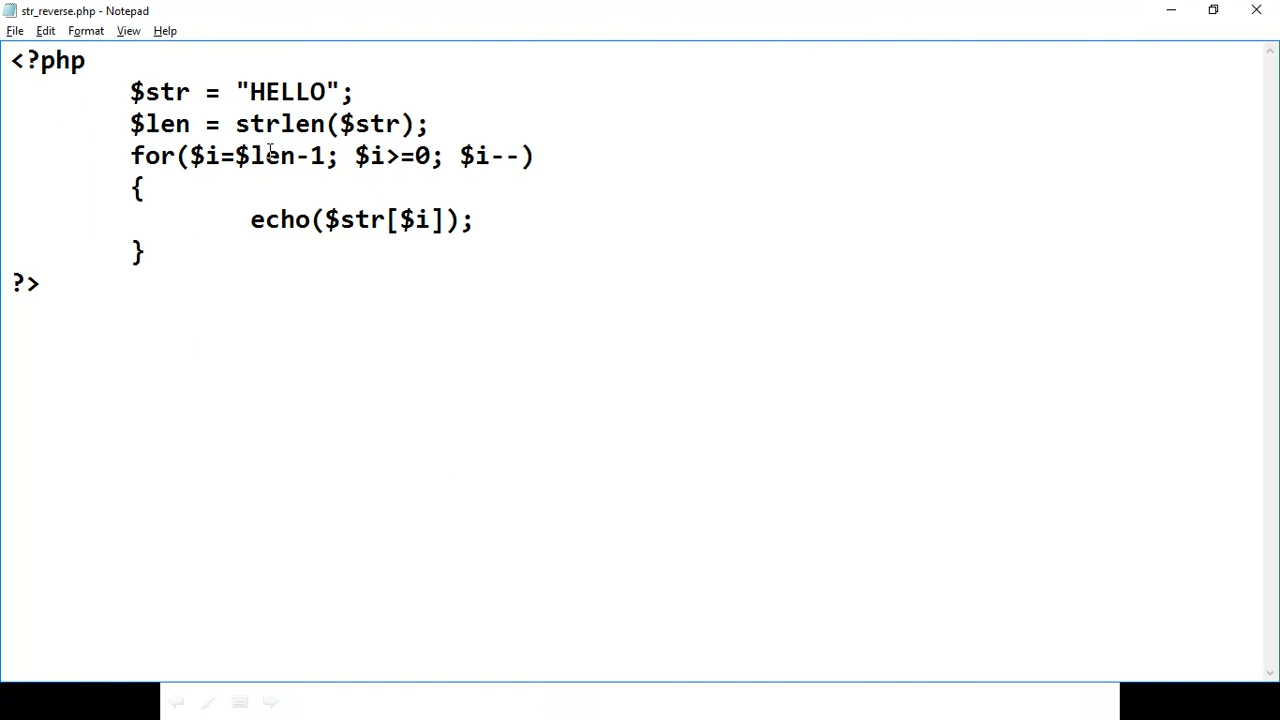 str_reverse.php - Notepad
File Edit Format View Help
<?php
$str = "HELLO";
$len = strlen($str);
for($i=$len-1; $i>=0; $i--)
{
echo($str[$i]);
}
?>